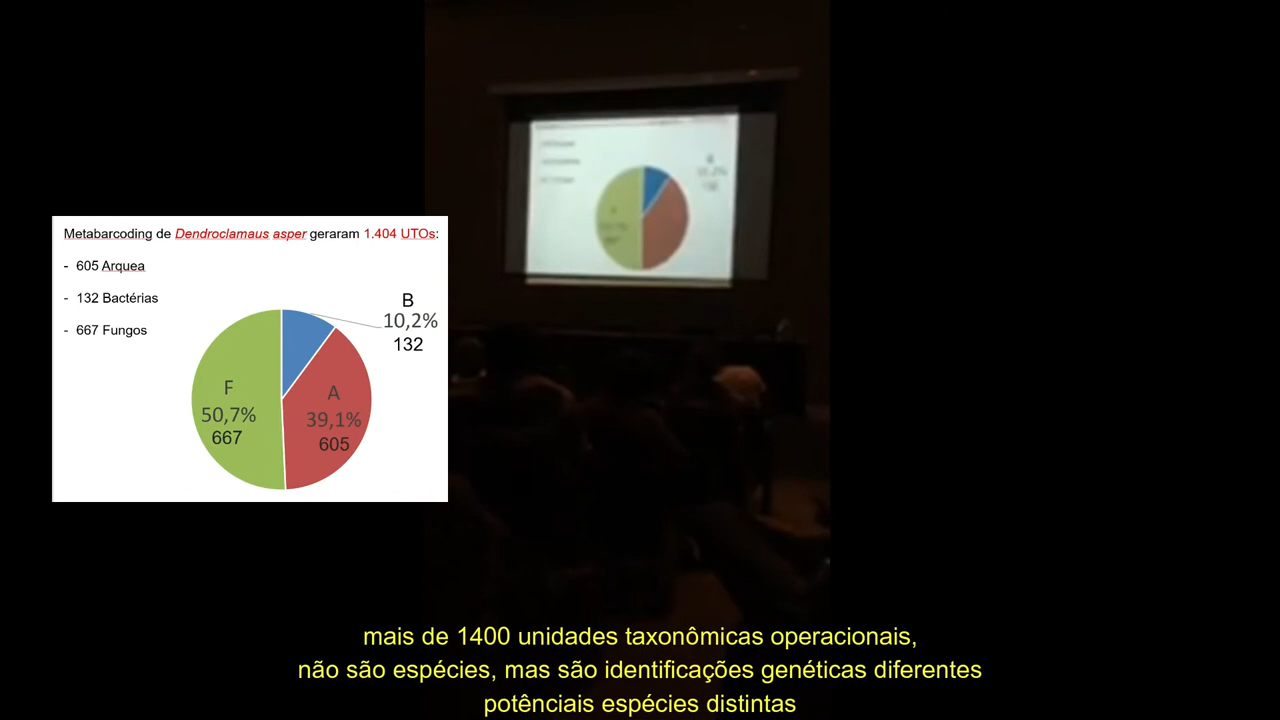 Metabarcoding de Dendroclamaus asper geraram 1.404 UTOs:
- 605 Arquea
- 132 Bactérias
- 667 Fungos
B
10,2%
132
F
50,7%
667
A
39,1%
605
mais de 1400 unidades taxonômicas operacionais,
não são espécies, mas são identificações genéticas diferentes
potênciais espécies distintas